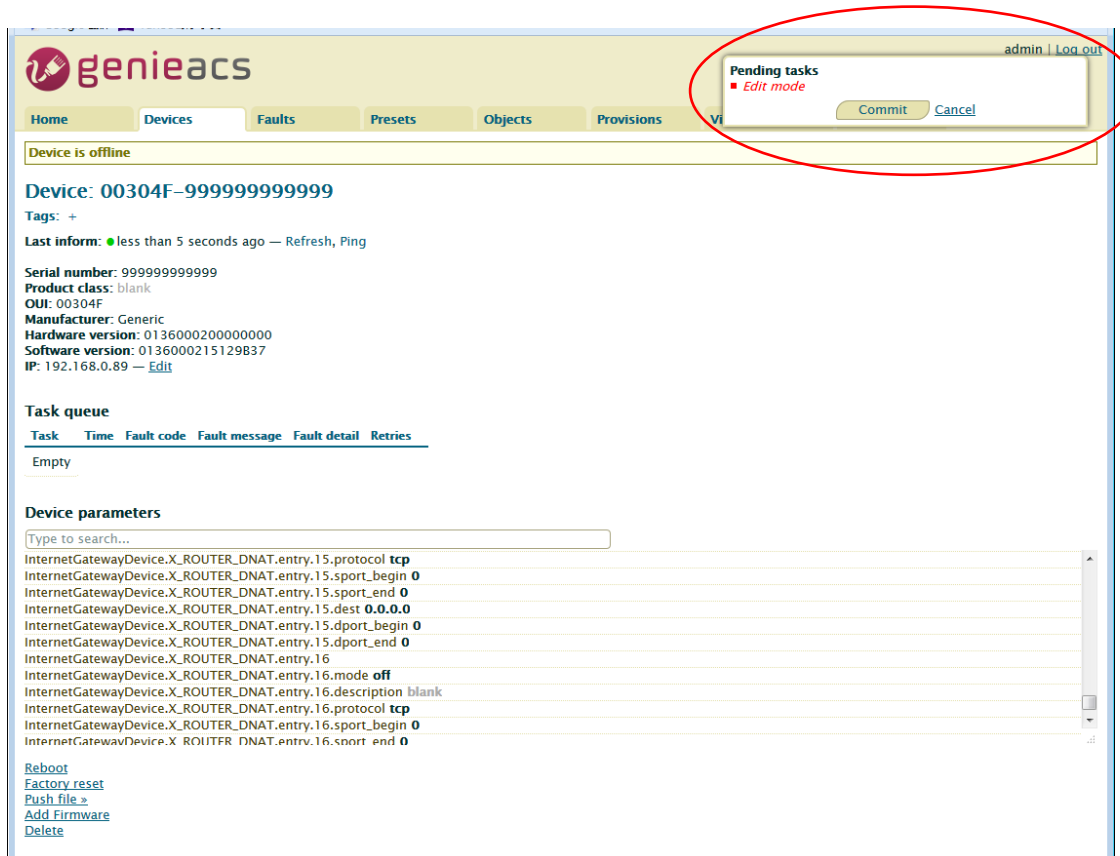 genieacs
admin | Log out
Pending tasks
Edit mode
Commit Cancel
Home Devices Faults Presets Objects Provisions Vi
Device is offline
Device: 00304F-999999999999
Tags: +
Last inform: less than 5 seconds ago — Refresh, Ping
Serial number: 999999999999
Product class: blank
OUI: 00304F
Manufacturer: Generic
Hardware version: 0136000200000000
Software version: 0136000215129B37
IP: 192.168.0.89 — Edit
Task queue
Task Time Fault code Fault message Fault detail Retries
Empty
Device parameters
Type to search...
InternetGatewayDevice.X_ROUTER_DNAT.entry.15.protocol tcp
InternetGatewayDevice.X_ROUTER_DNAT.entry.15.sport_begin 0
InternetGatewayDevice.X_ROUTER_DNAT.entry.15.sport_end 0
InternetGatewayDevice.X_ROUTER_DNAT.entry.15.dest 0.0.0.0
InternetGatewayDevice.X_ROUTER_DNAT.entry.15.dport_begin 0
InternetGatewayDevice.X_ROUTER_DNAT.entry.15.dport_end 0
InternetGatewayDevice.X_ROUTER_DNAT.entry.16
InternetGatewayDevice.X_ROUTER_DNAT.entry.16.mode off
InternetGatewayDevice.X_ROUTER_DNAT.entry.16.description blank
InternetGatewayDevice.X_ROUTER_DNAT.entry.16.protocol tcp
InternetGatewayDevice.X_ROUTER_DNAT.entry.16.sport_begin 0
InternetGatewayDevice.X_ROUTER_DNAT.entry.16.sport_end 0
Reboot
Factory reset
Push file »
Add Firmware
Delete